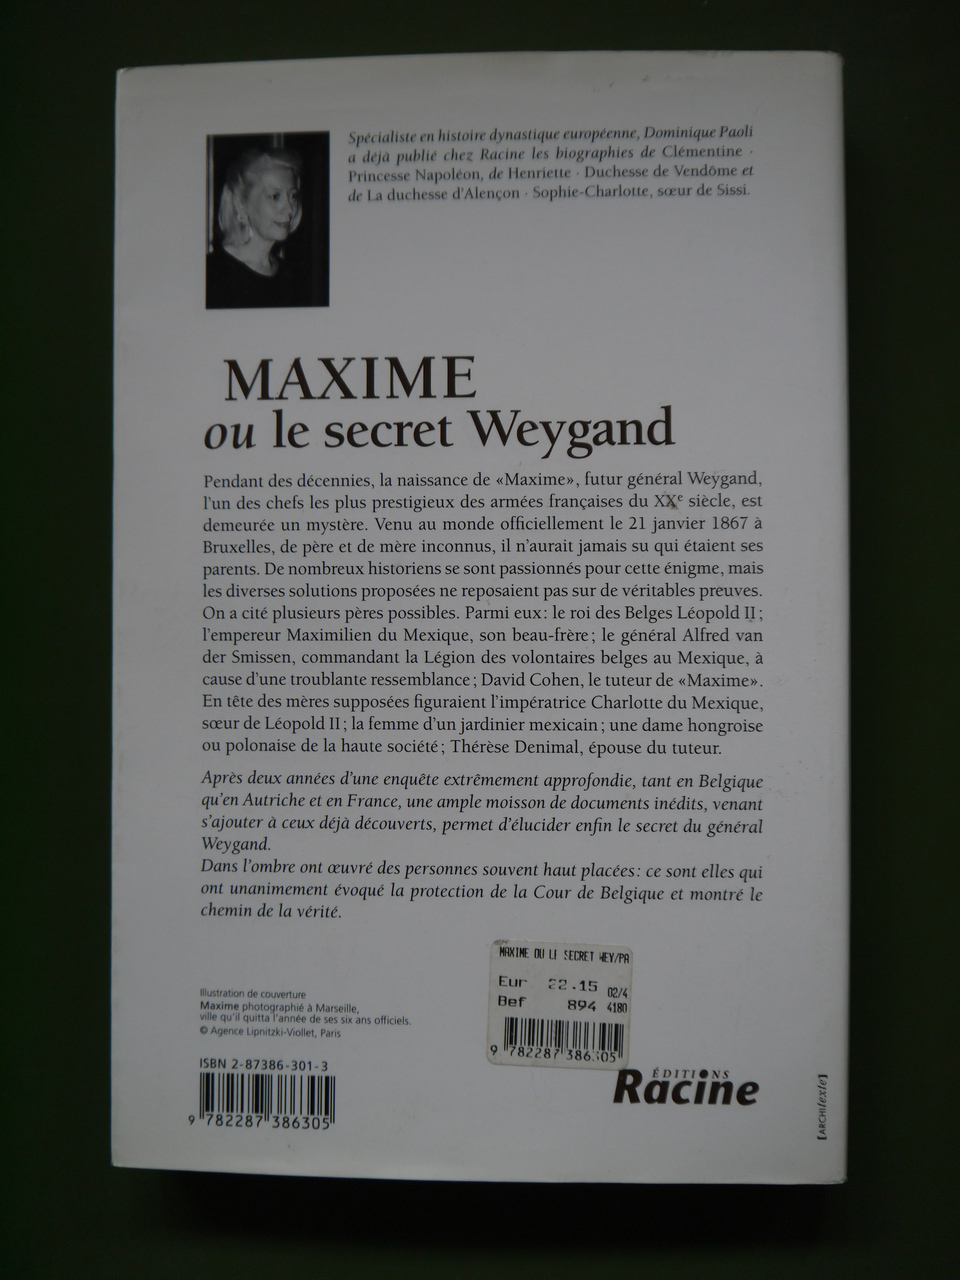 Spécialiste en histoire dynastique européenne, Dominique Paoli
a déjà publié chez Racine les biographies de Clémentine ·
Princesse Napoléon, de Henriette · Duchesse de Vendôme et
de La duchesse d'Alençon · Sophie-Charlotte, sœur de Sissi.
MAXIME
ou le secret Weygand
Pendant des décennies, la naissance de «Maxime», futur général Weygand,
l'un des chefs les plus prestigieux des armées françaises du XXe siècle, est
demeurée un mystère. Venu au monde officiellement le 21 janvier 1867 à
Bruxelles, de père et de mère inconnus, il n'aurait jamais su qui étaient ses
parents. De nombreux historiens se sont passionnés pour cette énigme, mais
les diverses solutions proposées ne reposaient pas sur de véritables preuves.
On a cité plusieurs pères possibles. Parmi eux : le roi des Belges Léopold II ;
l'empereur Maximilien du Mexique, son beau-frère ; le général Alfred van
der Smissen, commandant la Légion des volontaires belges au Mexique, à
cause d'une troublante ressemblance ; David Cohen, le tuteur de «Maxime».
En tête des mères supposées figuraient l'impératrice Charlotte du Mexique,
sœur de Léopold II ; la femme d'un jardinier mexicain ; une dame hongroise
ou polonaise de la haute société ; Thérèse Denimal, épouse du tuteur.
Après deux années d'une enquête extrêmement approfondie, tant en Belgique
qu'en Autriche et en France, une ample moisson de documents inédits, venant
s'ajouter à ceux déjà découverts, permet d'élucider enfin le secret du général
Weygand.
Dans l'ombre ont œuvré des personnes souvent haut placées : ce sont elles qui
ont unanimement évoqué la protection de la Cour de Belgique et montré le
chemin de la vérité.
MAXIME OU LE SECRET WEY/PA
Eur 22.15 02/4
Bef 894 4180
9 782287 386305
Illustration de couverture
Maxime photographié à Marseille,
ville qu'il quitta l'année de ses six ans officiels.
© Agence Lipnitzki-Viollet, Paris
ISBN 2-87386-301-3
9 782287 386305
ÉDITIONS
Racine
[ARCHItexte]